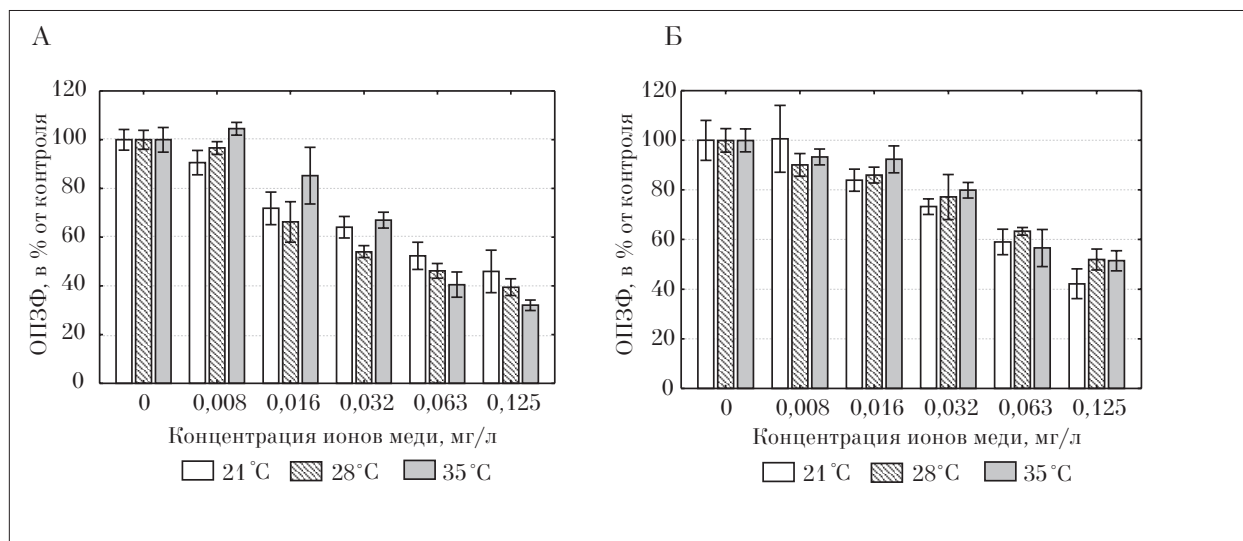 А
ОПЗФ, в % от контроля
120
100
80
60
40
20
0
0 0,008 0,016 0,032 0,063 0,125
Концентрация ионов меди, мг/л
21°С 28°С 35°С
Б
ОПЗФ, в % от контроля
120
100
80
60
40
20
0
0 0,008 0,016 0,032 0,063 0,125
Концентрация ионов меди, мг/л
21°С 28°С 35°С